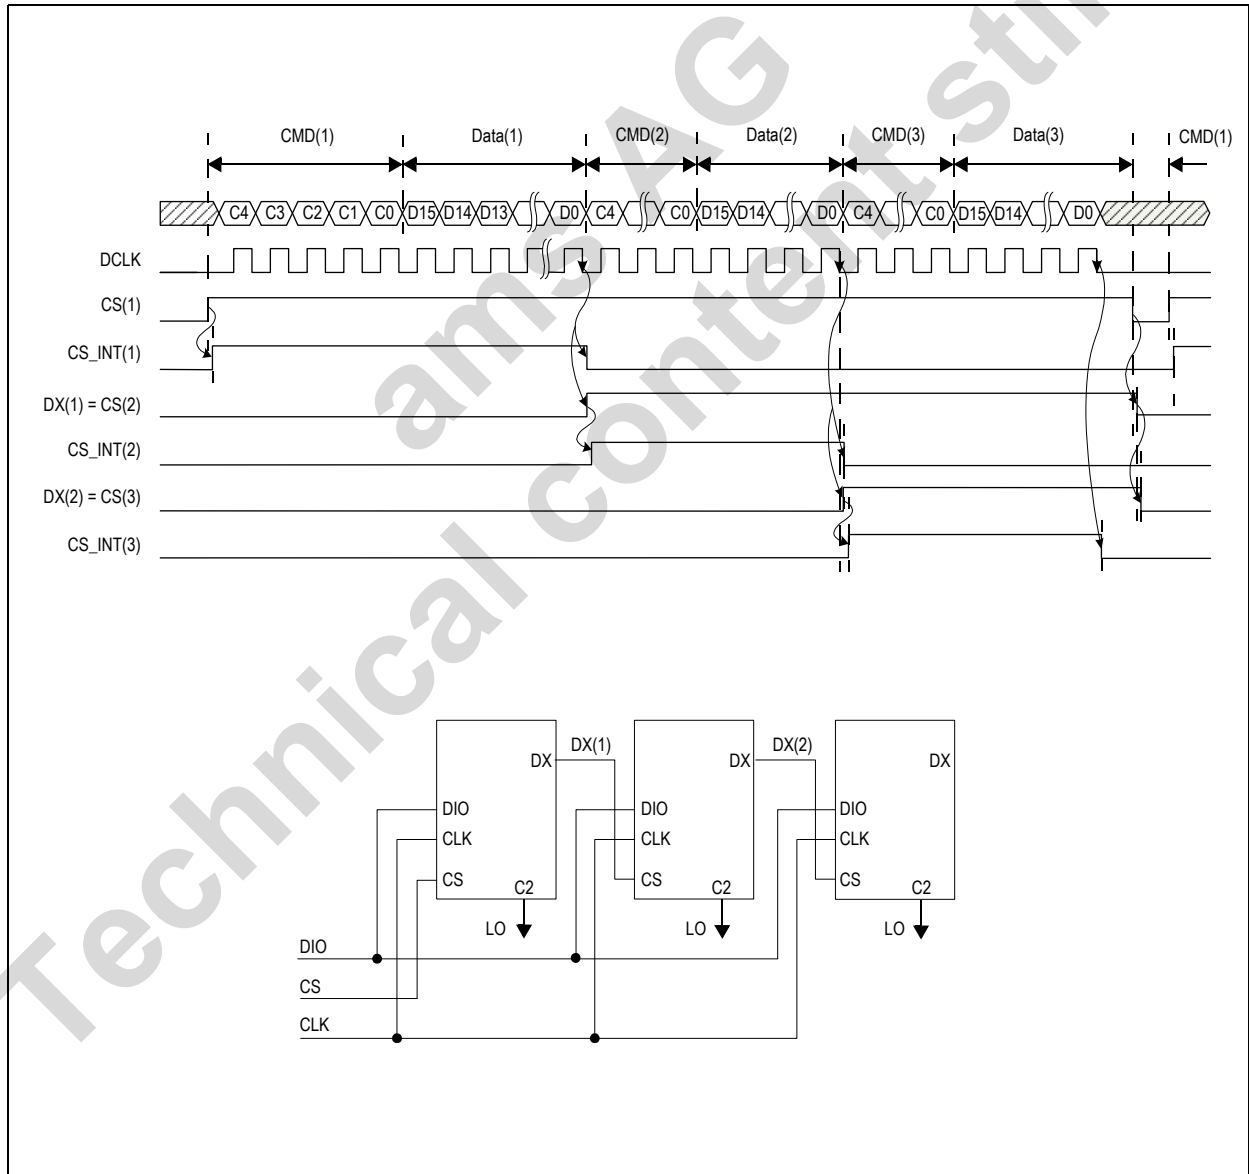 ams AG
Technical content still
CMD(1) Data(1) CMD(2) Data(2) CMD(3) Data(3) CMD(1)
C4 C3 C2 C1 C0 D15 D14 D13 D0 C4 C0 D15 D14 D0 C4 C0 D15 D14 D0
DCLK
CS(1)
CS_INT(1)
DX(1) = CS(2)
CS_INT(2)
DX(2) = CS(3)
CS_INT(3)
DX DX(1) DX DX(2) DX
DIO DIO DIO
CLK CLK CLK
CS CS CS
C2 C2 C2
LO LO LO
DIO
CS
CLK